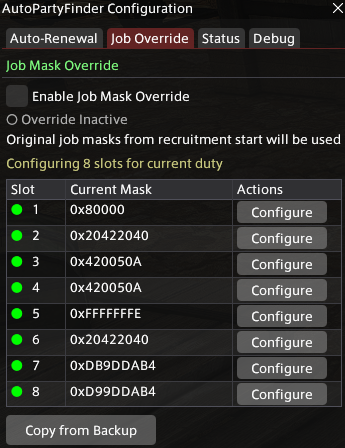 AutoPartyFinder Configuration
Auto-Renewal Job Override Status Debug
Job Mask Override
Enable Job Mask Override
Override Inactive
Original job masks from recruitment start will be used
Configuring 8 slots for current duty
Slot Current Mask Actions
1 0x80000 Configure
2 0x20422040 Configure
3 0x420050A Configure
4 0x420050A Configure
5 0xFFFFFFFE Configure
6 0x20422040 Configure
7 0xDB9DDAB4 Configure
8 0xD99DDAB4 Configure
Copy from Backup